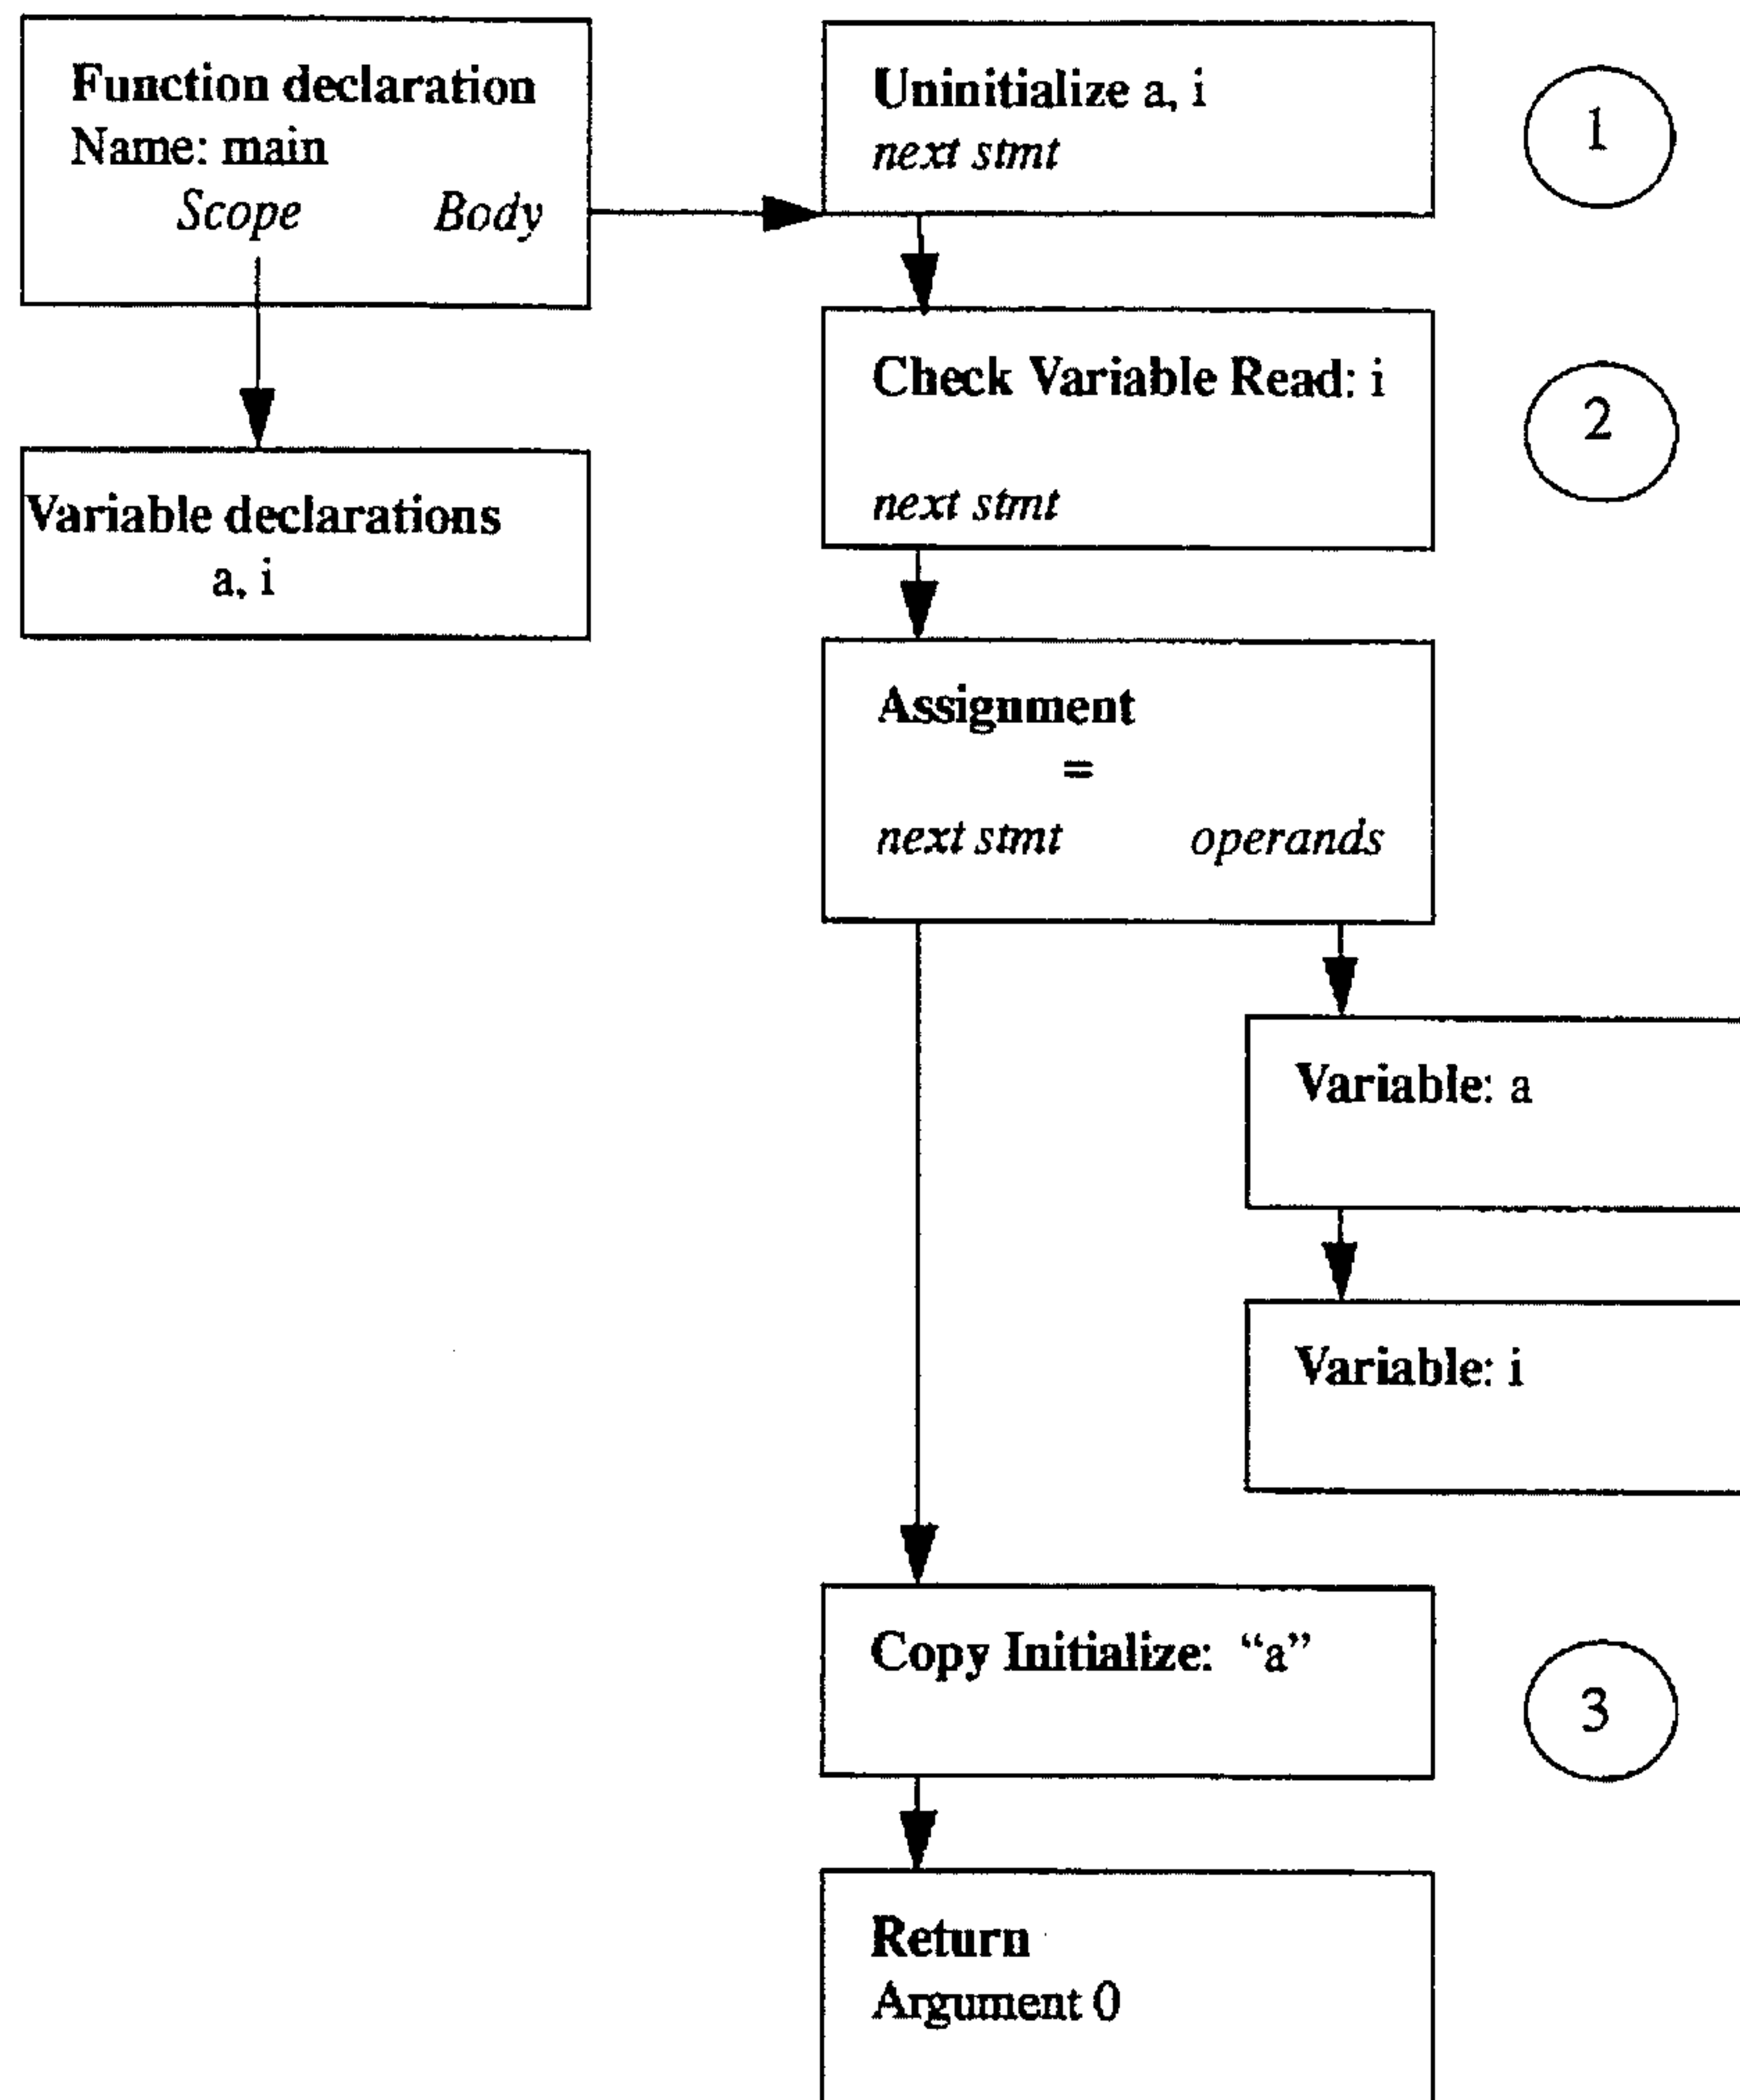 Function declaration
Name: main
Scope Body
Variable declarations
a, i
Uninitialize a, i
next stmt
1
Check Variable Read: i
next stmt
2
Assignment
=
next stmt operands
Variable: a
Variable: i
Copy Initialize: “a”
3
Return
Argument 0